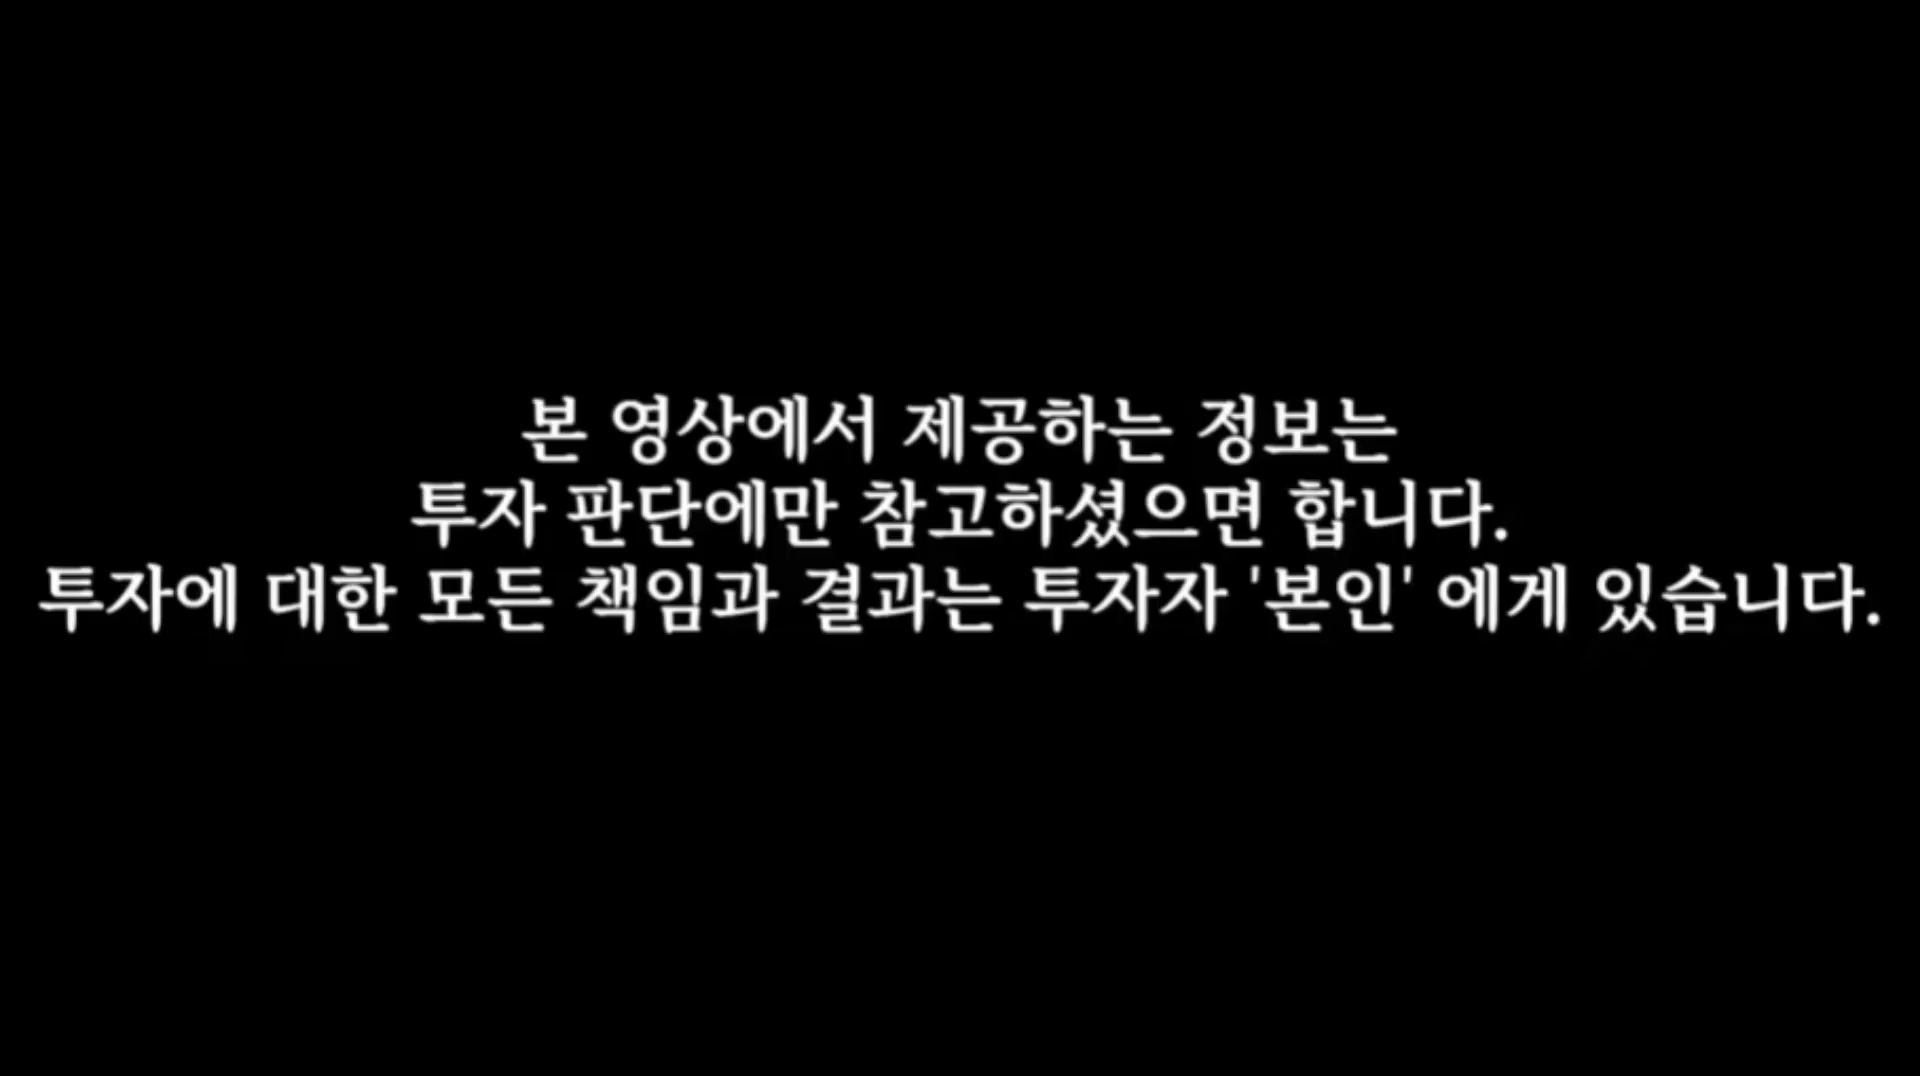 본 영상에서 제공하는 정보는
투자 판단에만 참고하셨으면 합니다.
투자에 대한 모든 책임과 결과는 투자자 '본인' 에게 있습니다.